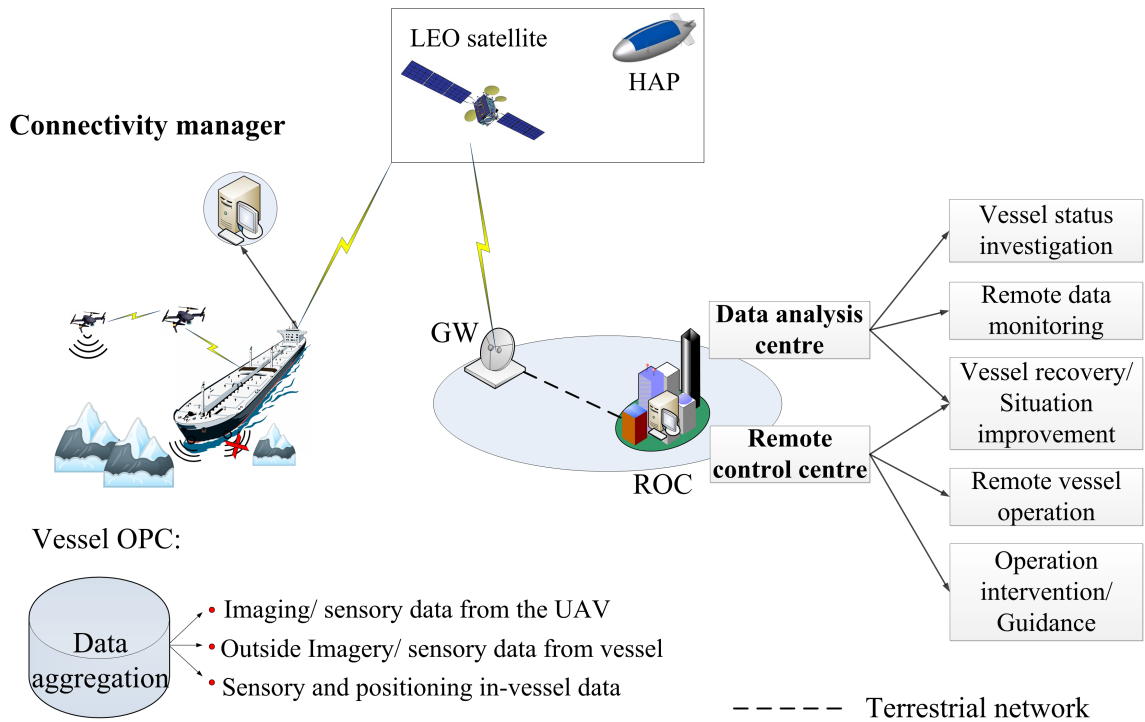 LEO satellite
HAP
Connectivity manager
GW
ROC
Data analysis
centre
Remote
control centre
Vessel status
investigation
Remote data
monitoring
Vessel recovery/
Situation
improvement
Remote vessel
operation
Operation
intervention/
Guidance
Vessel OPC:
Data
aggregation
• Imaging/ sensory data from the UAV
• Outside Imagery/ sensory data from vessel
• Sensory and positioning in-vessel data
Terrestrial network